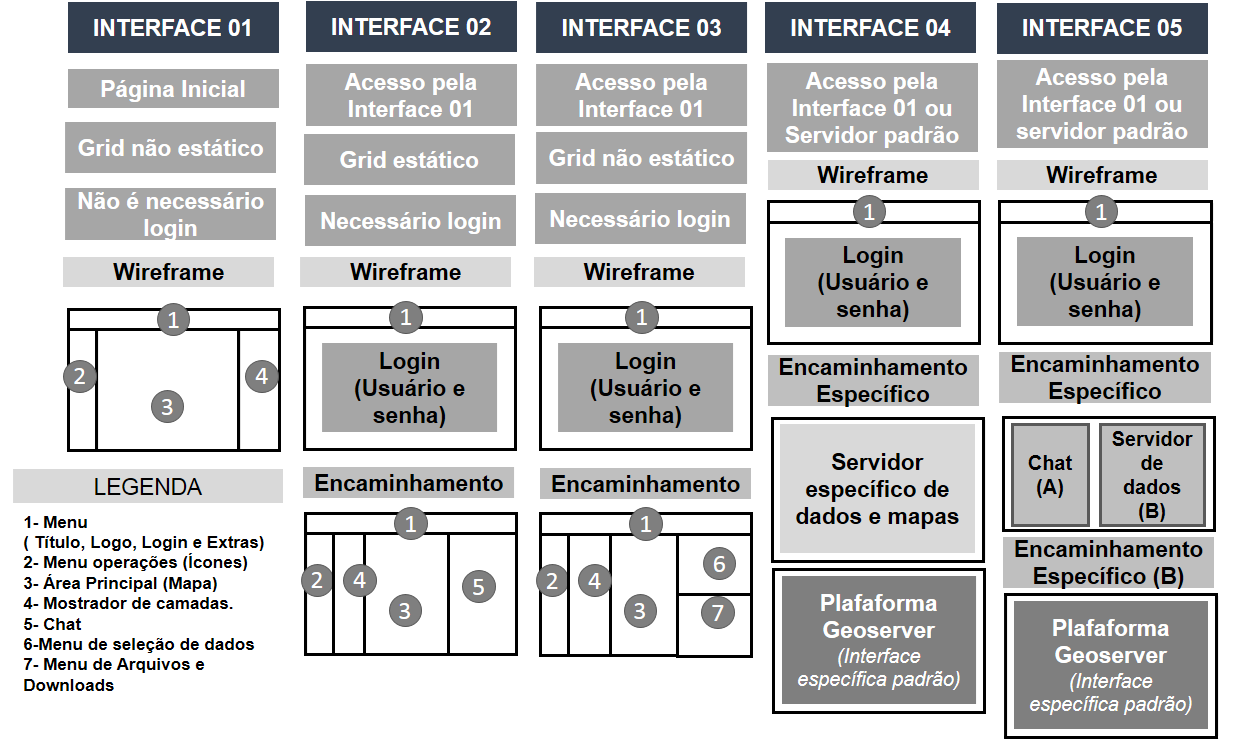 INTERFACE 01
Página Inicial
Grid não estático
Não é necessário
login
Wireframe
1
2
3
4
LEGENDA
1- Menu
( Título, Logo, Login e Extras)
2- Menu operações (Ícones)
3- Área Principal (Mapa)
4- Mostrador de camadas.
5- Chat
6-Menu de seleção de dados
7- Menu de Arquivos e
Downloads
INTERFACE 02
Acesso pela
Interface 01
Grid estático
Necessário login
Wireframe
1
Login
(Usuário e
senha)
Encaminhamento
1
2
4
3
5
INTERFACE 03
Acesso pela
Interface 01
Grid não estático
Necessário login
Wireframe
1
Login
(Usuário e
senha)
Encaminhamento
1
2
4
3
6
7
INTERFACE 04
Acesso pela
Interface 01 ou
Servidor padrão
Wireframe
1
Login
(Usuário e
senha)
Encaminhamento
Específico
Servidor
específico de
dados e mapas
Plafaforma
Geoserver
(Interface
específica padrão)
INTERFACE 05
Acesso pela
Interface 01 ou
servidor padrão
Wireframe
1
Login
(Usuário e
senha)
Encaminhamento
Específico
Chat
(A)
Servidor
de
dados
(B)
Encaminhamento
Específico (B)
Plafaforma
Geoserver
(Interface
específica padrão)